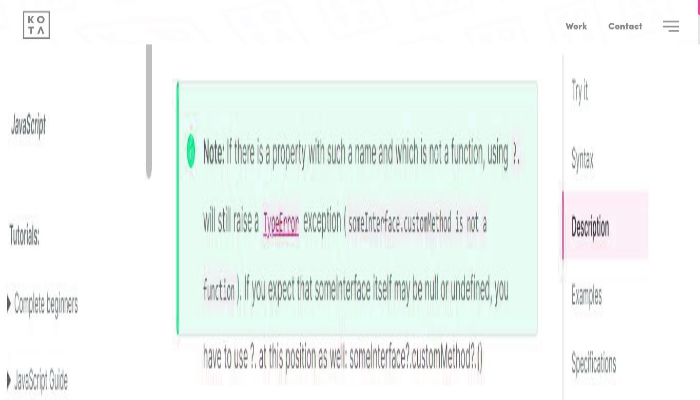 KO
TA
Work
Contact
JavaScript
Tutorials:
Complete beginners
JavaScript Guide
Note: If there is a property with such a name and which is not a function, using ?.
will still raise a TypeError exception (someInterface.customMethod is not a
function). If you expect that someInterface itself may be null or undefined, you
have to use ?. at this position as well: someInterface?.customMethod?.()
Try it
Syntax
Description
Examples
Specifications